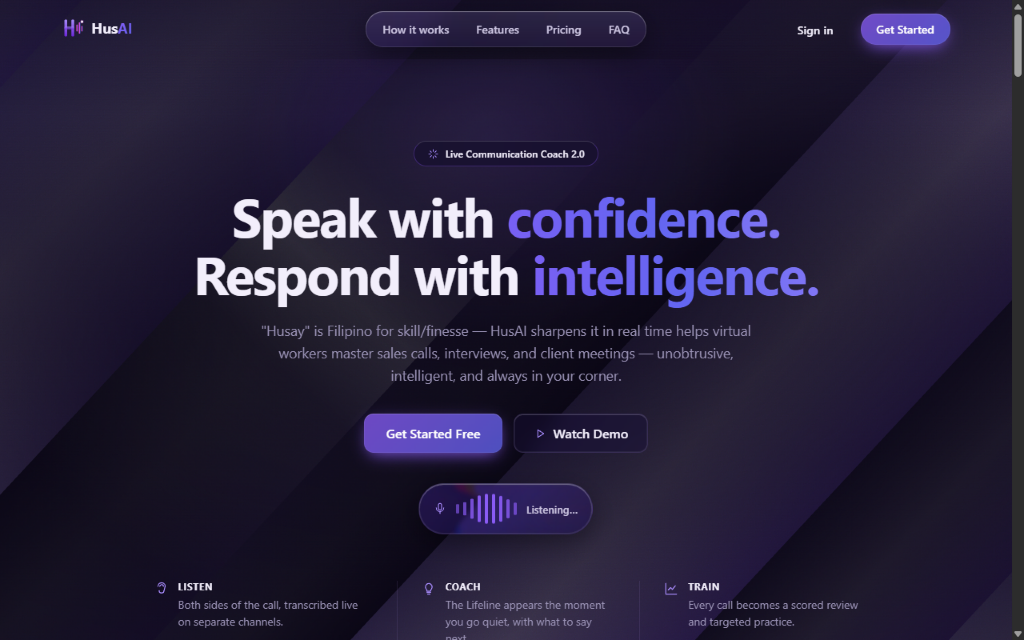 HusAI
How it works Features Pricing FAQ
Sign in
Get Started
Live Communication Coach 2.0
Speak with confidence.
Respond with intelligence.
"Husay" is Filipino for skill/finesse — HusAI sharpens it in real time helps virtual
workers master sales calls, interviews, and client meetings — unobtrusive,
intelligent, and always in your corner.
Get Started Free
Watch Demo
Listening...
LISTEN
Both sides of the call, transcribed live
on separate channels.
COACH
The Lifeline appears the moment
you go quiet, with what to say
next.
TRAIN
Every call becomes a scored review
and targeted practice.